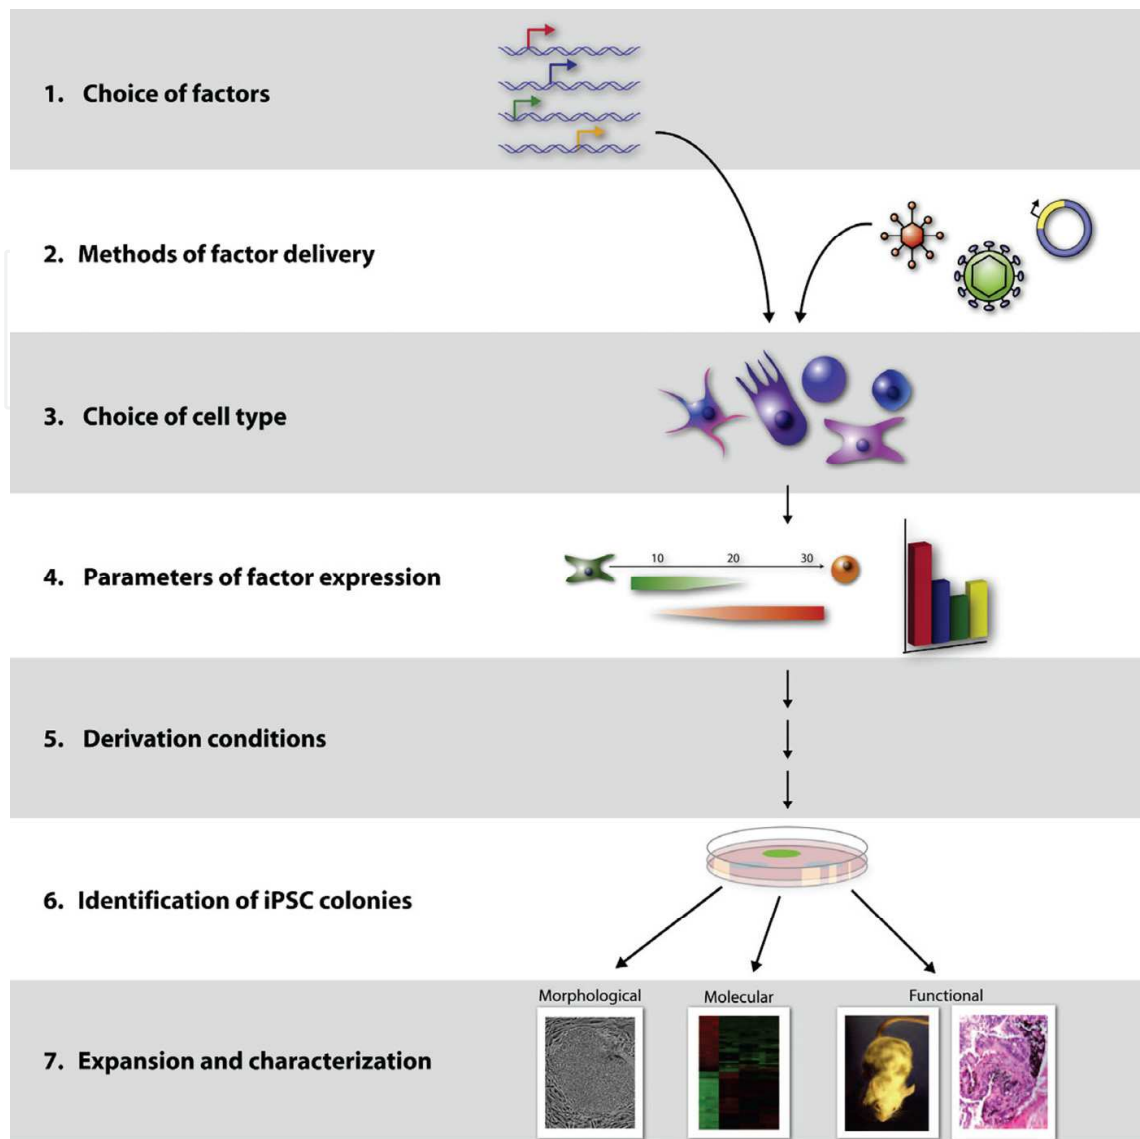 1. Choice of factors
2. Methods of factor delivery
3. Choice of cell type
4. Parameters of factor expression
10 20 30
5. Derivation conditions
6. Identification of iPSC colonies
Morphological Molecular Functional
7. Expansion and characterization